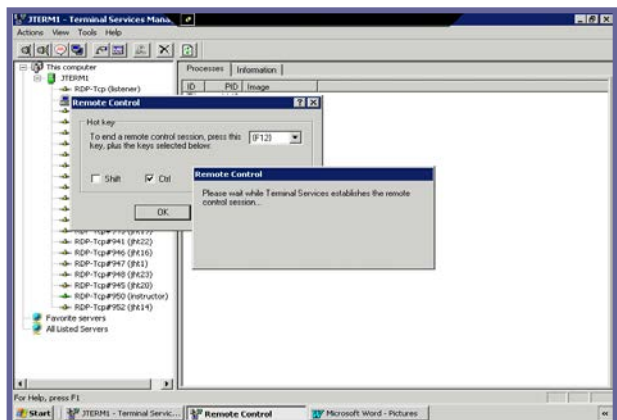 JTERM1 - Terminal Services Mana
Actions View Tools Help
This computer
JTERM1
RDP-Tcp (listener)
Processes Information
ID PID Image
Remote Control
Hot key
To end a remote control session, press this
key, plus the keys selected below:
(F12)
Shift Ctrl
OK
Remote Control
Please wait while Terminal Services establishes the remote
control session...
RDP-Tcp#941 (jht22)
RDP-Tcp#946 (jht16)
RDP-Tcp#947 (jht1)
RDP-Tcp#948 (jht23)
RDP-Tcp#945 (jht20)
RDP-Tcp#950 (instructor)
RDP-Tcp#952 (jht14)
Favorite servers
All Listed Servers
For Help, press F1
Start JTERM1 - Terminal Servic... Remote Control Microsoft Word - Pictures